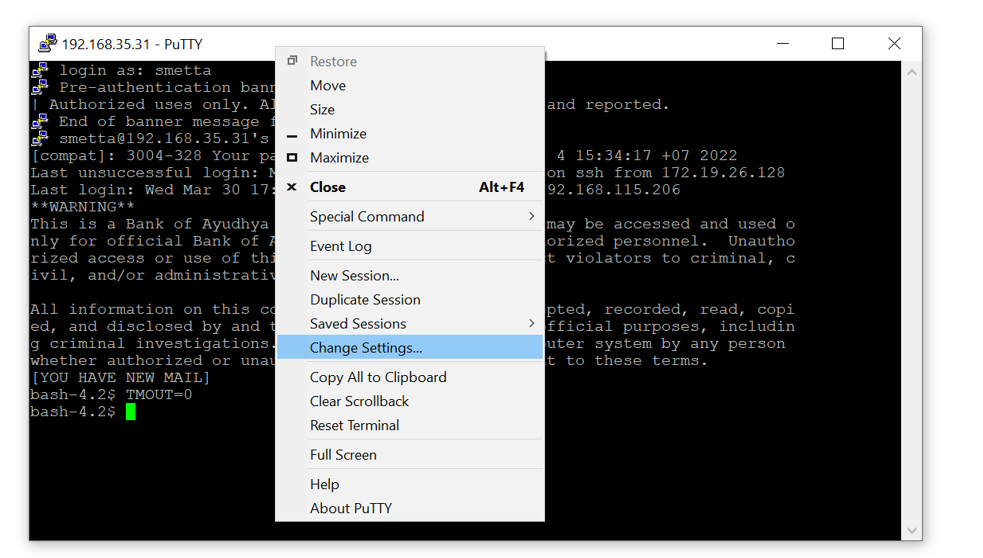 192.168.35.31 - PuTTY
login as: smetta
Pre-authentication bann
| Authorized uses only. Al and reported.
End of banner message f
smetta@192.168.35.31's
[compat]: 3004-328 Your pa 4 15:34:17 +07 2022
Last unsuccessful login: M on ssh from 172.19.26.128
Last login: Wed Mar 30 17: 92.168.115.206
**WARNING**
This is a Bank of Ayudhya may be accessed and used o
nly for official Bank of A orized personnel. Unautho
rized access or use of thi t violators to criminal, c
ivil, and/or administrativ
All information on this co pted, recorded, read, copi
ed, and disclosed by and t fficial purposes, includin
g criminal investigations. uter system by any person
whether authorized or unau t to these terms.
[YOU HAVE NEW MAIL]
bash-4.2$ TMOUT=0
bash-4.2$
Restore
Move
Size
Minimize
Maximize
Close Alt+F4
Special Command
Event Log
New Session...
Duplicate Session
Saved Sessions
Change Settings...
Copy All to Clipboard
Clear Scrollback
Reset Terminal
Full Screen
Help
About PuTTY